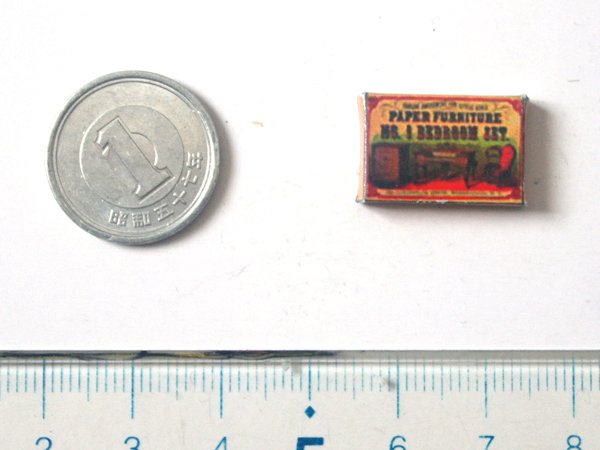 1
昭和五十七年
PAPER FURNITURE
NO. 1 BEDROOM SET.
2 3 4 5 6 7 8